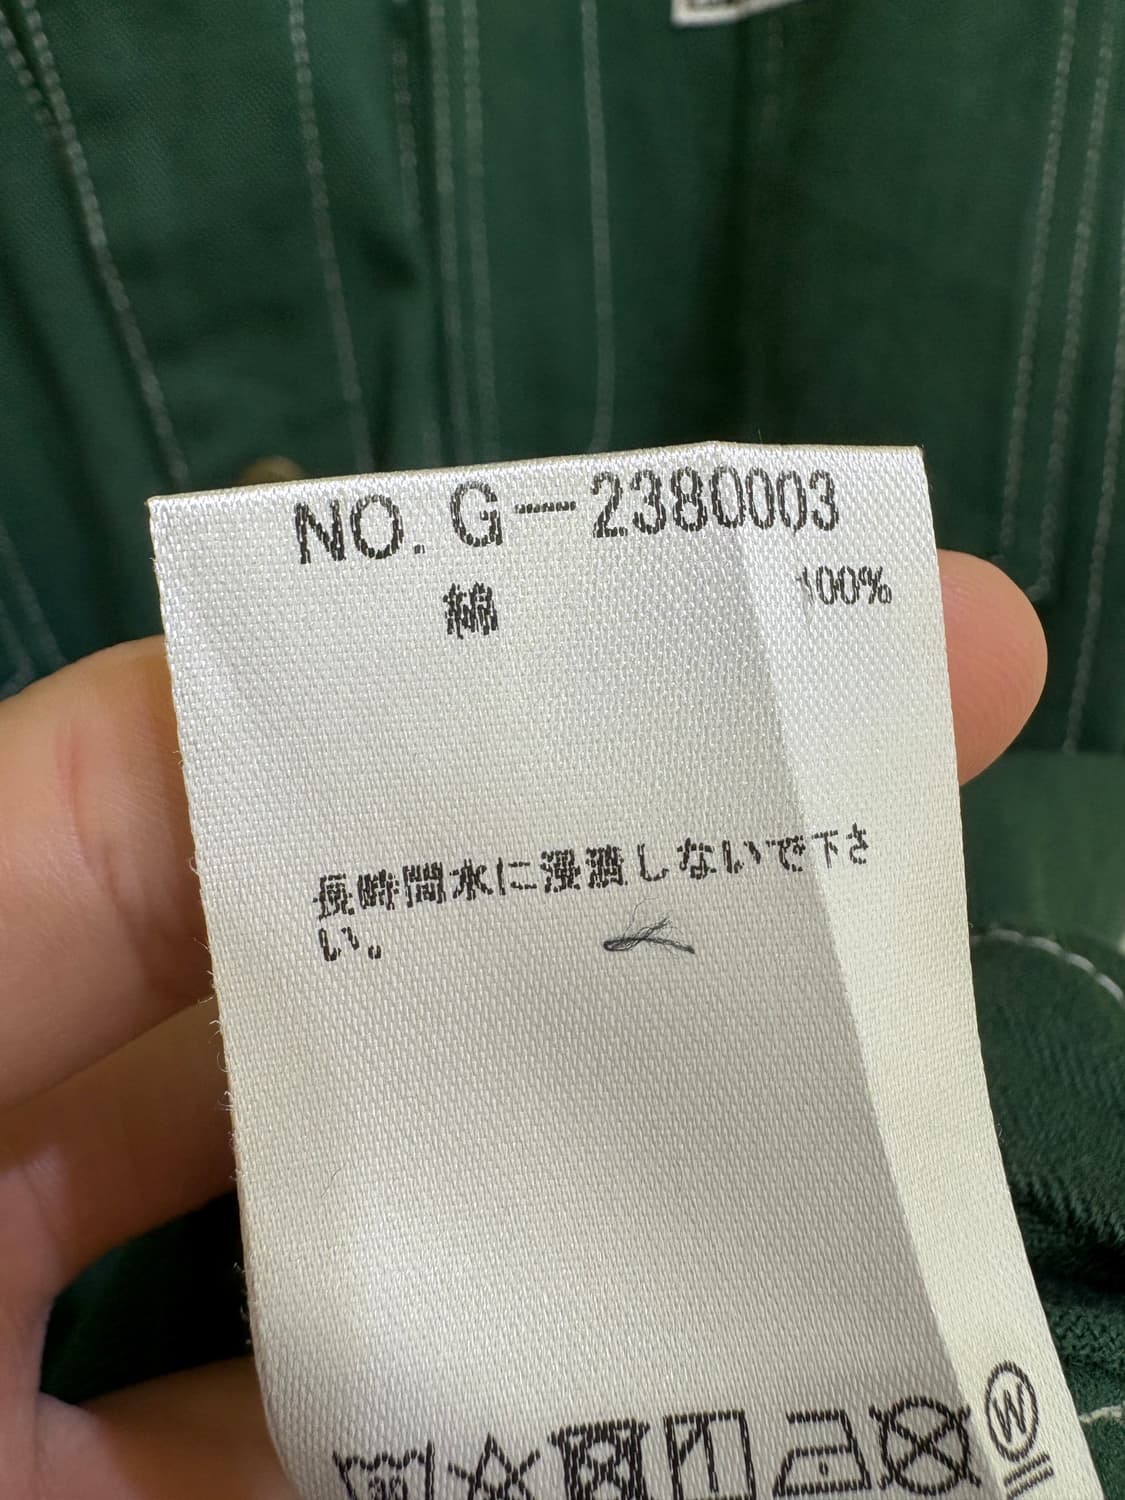 NO. G-2380003
綿 100%
長時間水に浸漬しないで下さ
い。
W